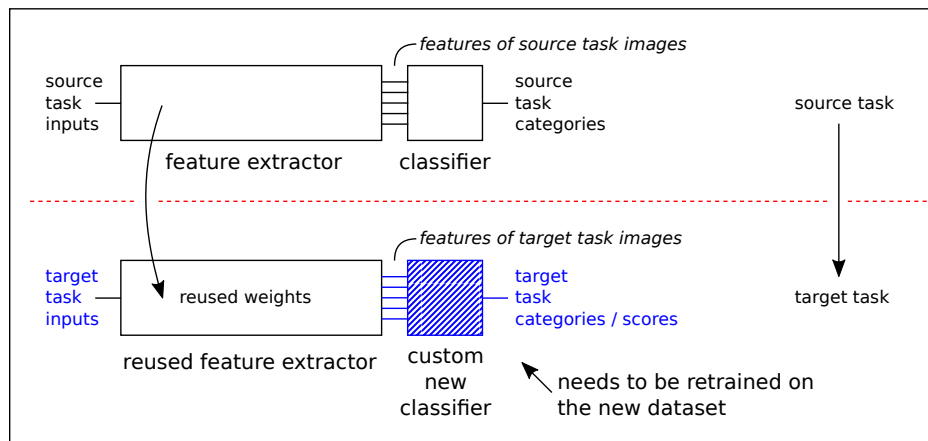 features of source task images
source
task
inputs
source
task
categories
source task
feature extractor
classifier
features of target task images
target
task
inputs
reused weights
target
task
categories / scores
target task
reused feature extractor
custom
new
classifier
needs to be retrained on
the new dataset